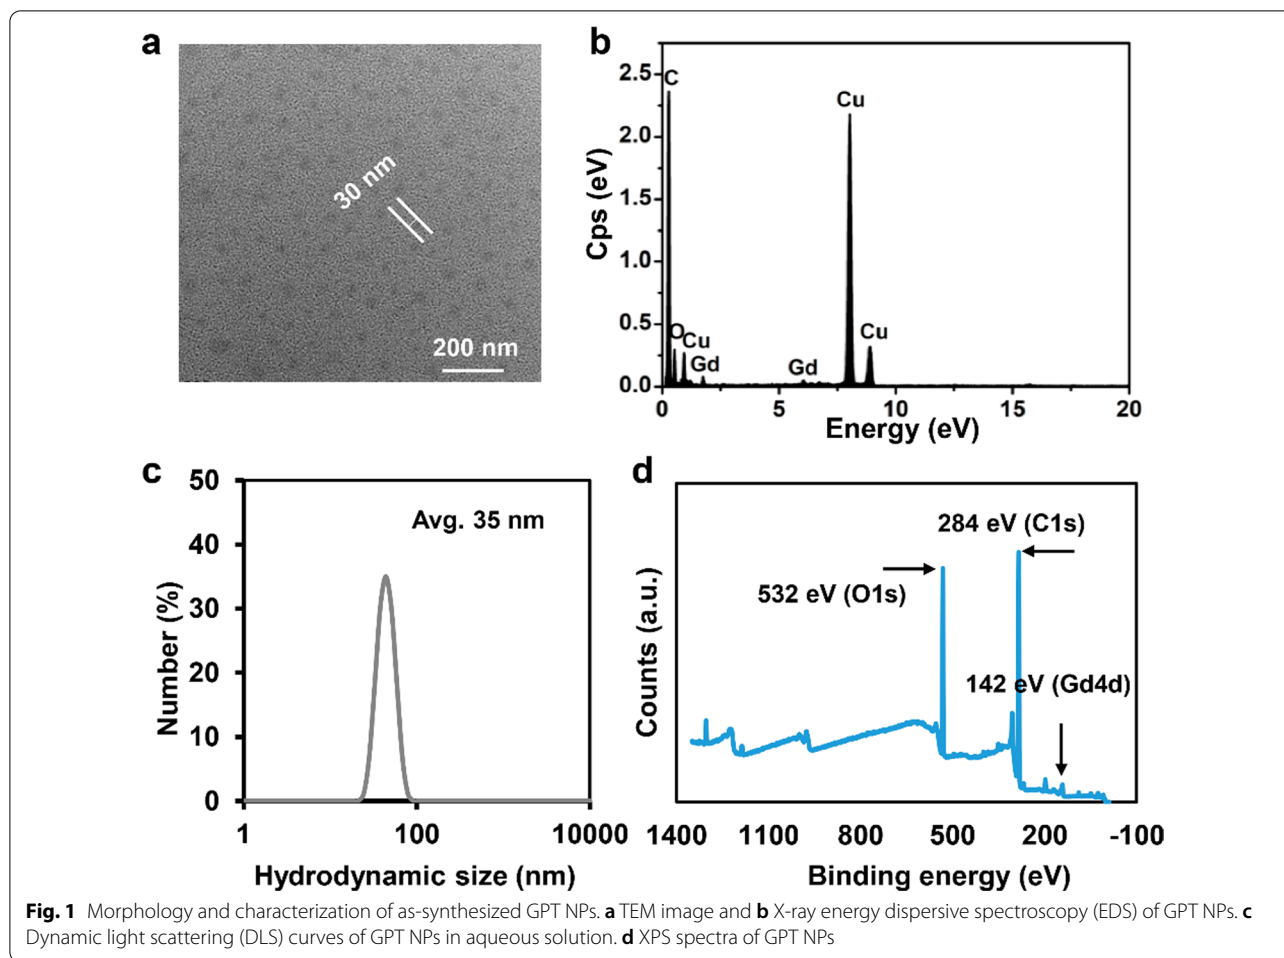 a
30 nm
200 nm
b
Cps (eV)
2.5
2.0
1.5
1.0
0.5
0.0
C
O
Cu
Gd
Gd
Cu
Cu
0
5
10
15
20
Energy (eV)
c
Number (%)
50
40
30
20
10
0
Avg. 35 nm
1
100
10000
Hydrodynamic size (nm)
d
Counts (a.u.)
284 eV (C1s)
532 eV (O1s)
142 eV (Gd4d)
1400
1100
800
500
200
-100
Binding energy (eV)
Fig. 1 Morphology and characterization of as-synthesized GPT NPs. a TEM image and b X-ray energy dispersive spectroscopy (EDS) of GPT NPs. c
Dynamic light scattering (DLS) curves of GPT NPs in aqueous solution. d XPS spectra of GPT NPs